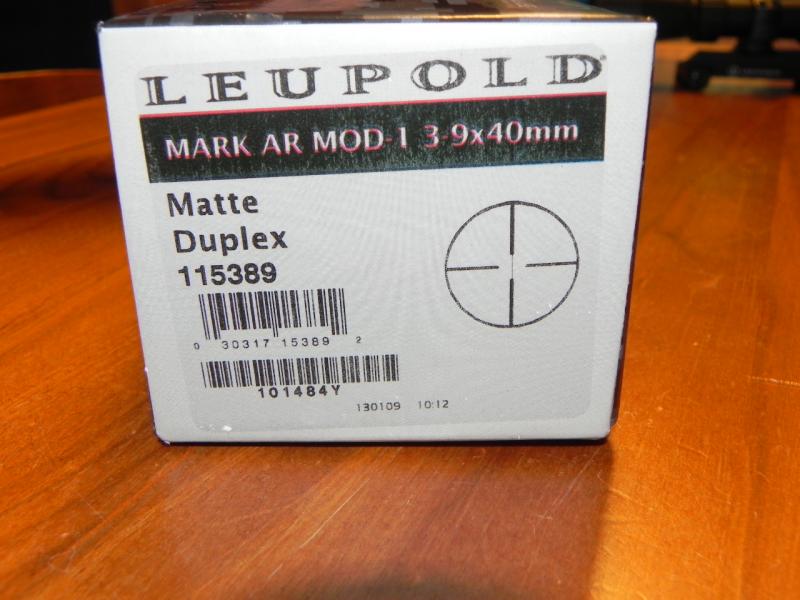 LEUPOLD
MARK AR MOD-1 3-9x40mm
Matte
Duplex
115389
0 30317 15389 2
101484Y
130109 10:12